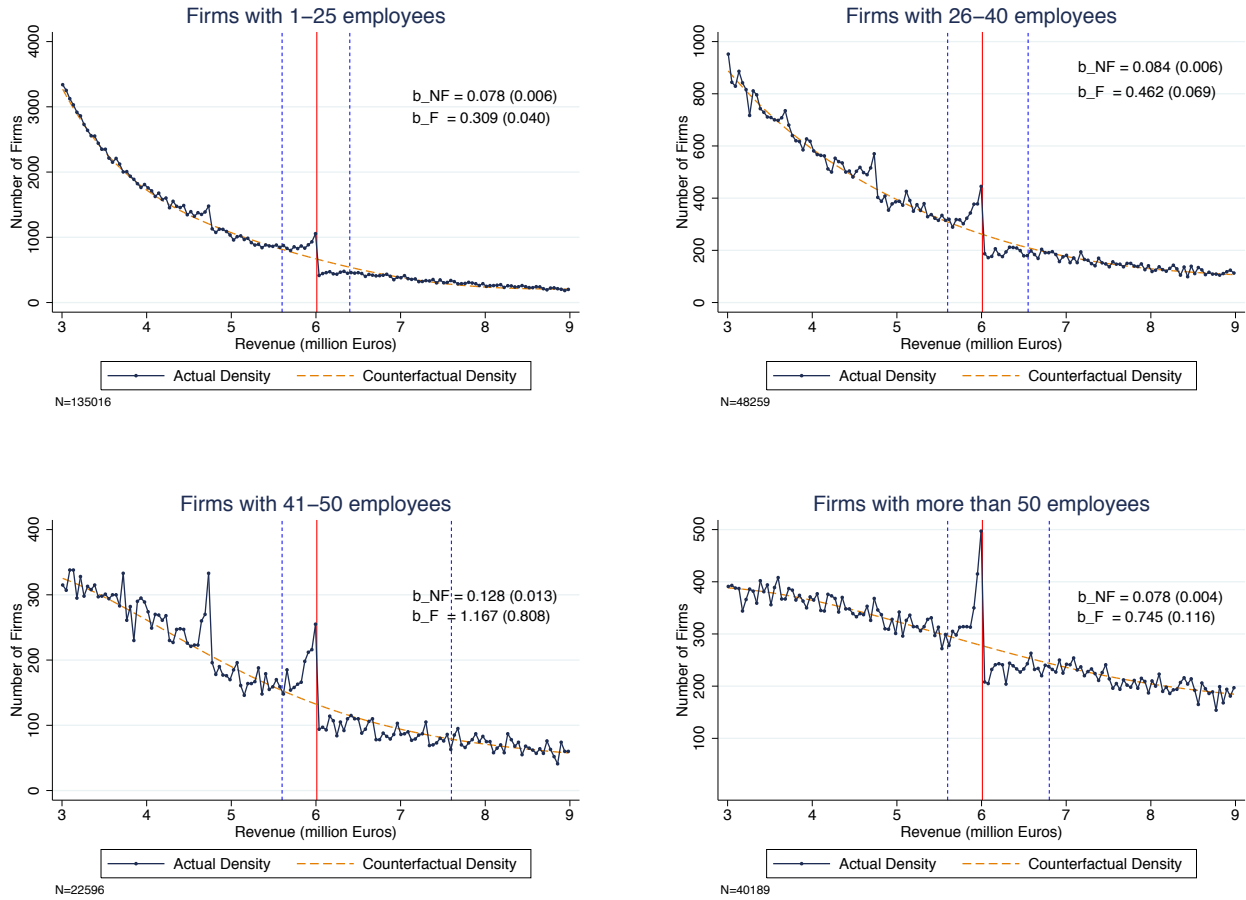 Firms with 1–25 employees
Number of Firms
4000
3000
2000
1000
0
b_NF = 0.078 (0.006)
b_F = 0.309 (0.040)
3 4 5 6 7 8 9
Revenue (million Euros)
Actual Density Counterfactual Density
N=135016
Firms with 26–40 employees
Number of Firms
1000
800
600
400
200
0
b_NF = 0.084 (0.006)
b_F = 0.462 (0.069)
3 4 5 6 7 8 9
Revenue (million Euros)
Actual Density Counterfactual Density
N=48259
Firms with 41–50 employees
Number of Firms
400
300
200
100
0
b_NF = 0.128 (0.013)
b_F = 1.167 (0.808)
3 4 5 6 7 8 9
Revenue (million Euros)
Actual Density Counterfactual Density
N=22596
Firms with more than 50 employees
Number of Firms
500
400
300
200
100
b_NF = 0.078 (0.004)
b_F = 0.745 (0.116)
3 4 5 6 7 8 9
Revenue (million Euros)
Actual Density Counterfactual Density
N=40189